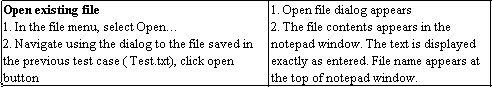 Open existing file
1. In the file menu, select Open...
2. Navigate using the dialog to the file saved in
the previous test case ( Test.txt), click open
button
1. Open file dialog appears
2. The file contents appears in the
notepad window. The text is displayed
exactly as entered. File name appears at
the top of notepad window.